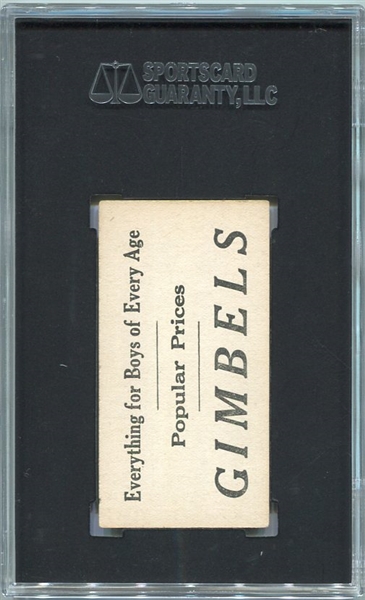 SPORTSCARD
GUARANTY, LLC
Everything for Boys of Every Age
Popular Prices
GIMBELS